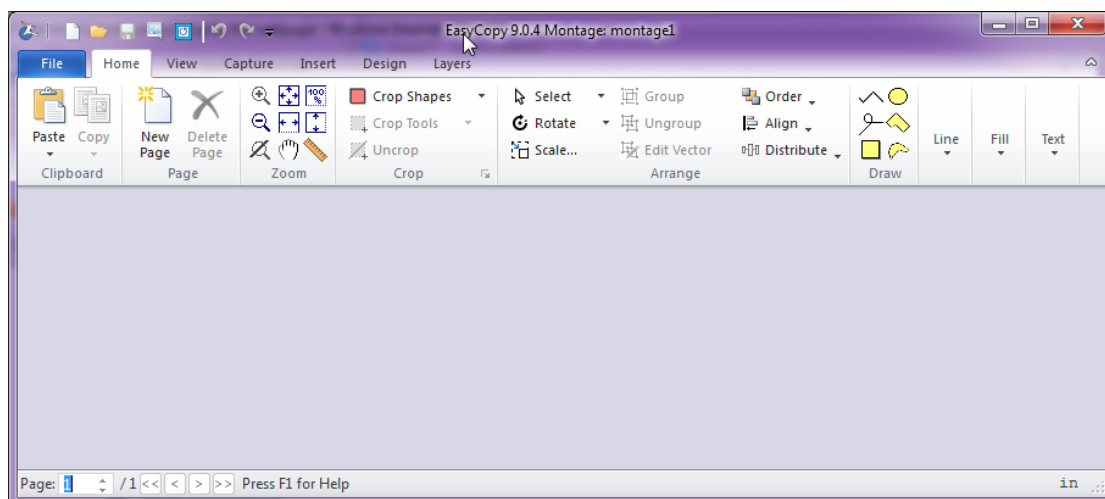 EasyCopy 9.0.4 Montage: montage1
File Home View Capture Insert Design Layers
Paste Copy
New Page
Delete Page
100%
Crop Shapes
Crop Tools
Uncrop
Select
Rotate
Scale...
Group
Ungroup
Edit Vector
Order
Align
Distribute
Line
Fill
Text
Clipboard Page Zoom Crop Arrange Draw
Page: 1 / 1 << < > >> Press F1 for Help in